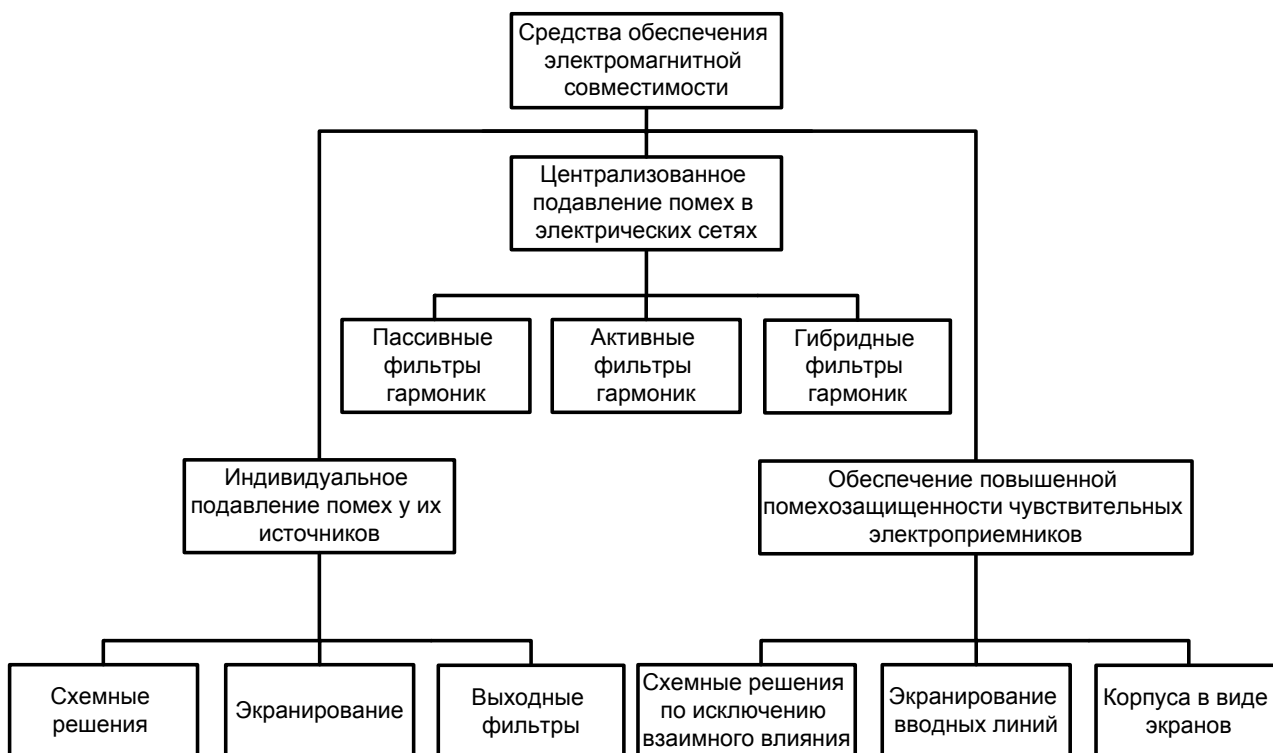 Средства обеспечения
электромагнитной
совместимости
Централизованное
подавление помех в
электрических сетях
Пассивные
фильтры
гармоник
Активные
фильтры
гармоник
Гибридные
фильтры
гармоник
Индивидуальное
подавление помех у их
источников
Обеспечение повышенной
помехозащищенности чувствительных
электроприемников
Схемные
решения
Экранирование
Выходные
фильтры
Схемные решения
по исключению
взаимного влияния
Экранирование
вводных линий
Корпуса в виде
экранов